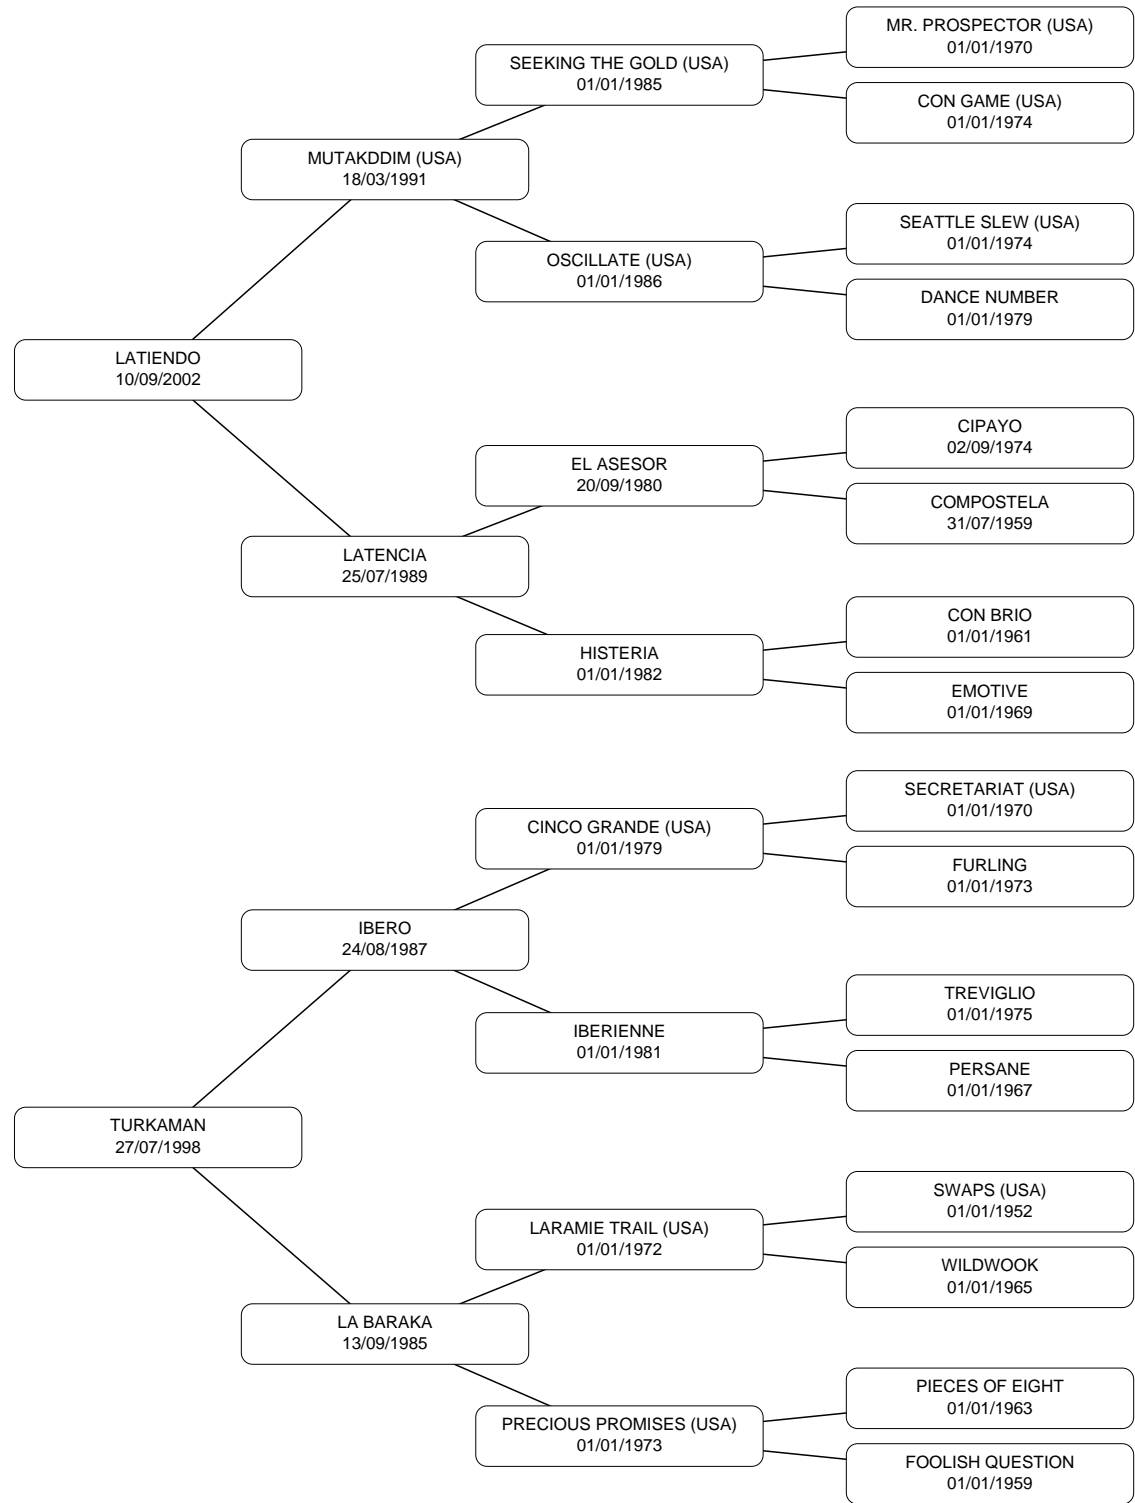 MR. PROSPECTOR (USA)
01/01/1970
SEEKING THE GOLD (USA)
01/01/1985
CON GAME (USA)
01/01/1974
MUTAKDDIM (USA)
18/03/1991
SEATTLE SLEW (USA)
01/01/1974
OSCILLATE (USA)
01/01/1986
DANCE NUMBER
01/01/1979
LATIENDO
10/09/2002
CIPAYO
02/09/1974
EL ASESOR
20/09/1980
COMPOSTELA
31/07/1959
LATENCIA
25/07/1989
CON BRIO
01/01/1961
HISTERIA
01/01/1982
EMOTIVE
01/01/1969
SECRETARIAT (USA)
01/01/1970
CINCO GRANDE (USA)
01/01/1979
FURLING
01/01/1973
IBERO
24/08/1987
TREVIGLIO
01/01/1975
IBERIENNE
01/01/1981
PERSANE
01/01/1967
TURKAMAN
27/07/1998
SWAPS (USA)
01/01/1952
LARAMIE TRAIL (USA)
01/01/1972
WILDWOOK
01/01/1965
LA BARAKA
13/09/1985
PIECES OF EIGHT
01/01/1963
PRECIOUS PROMISES (USA)
01/01/1973
FOOLISH QUESTION
01/01/1959